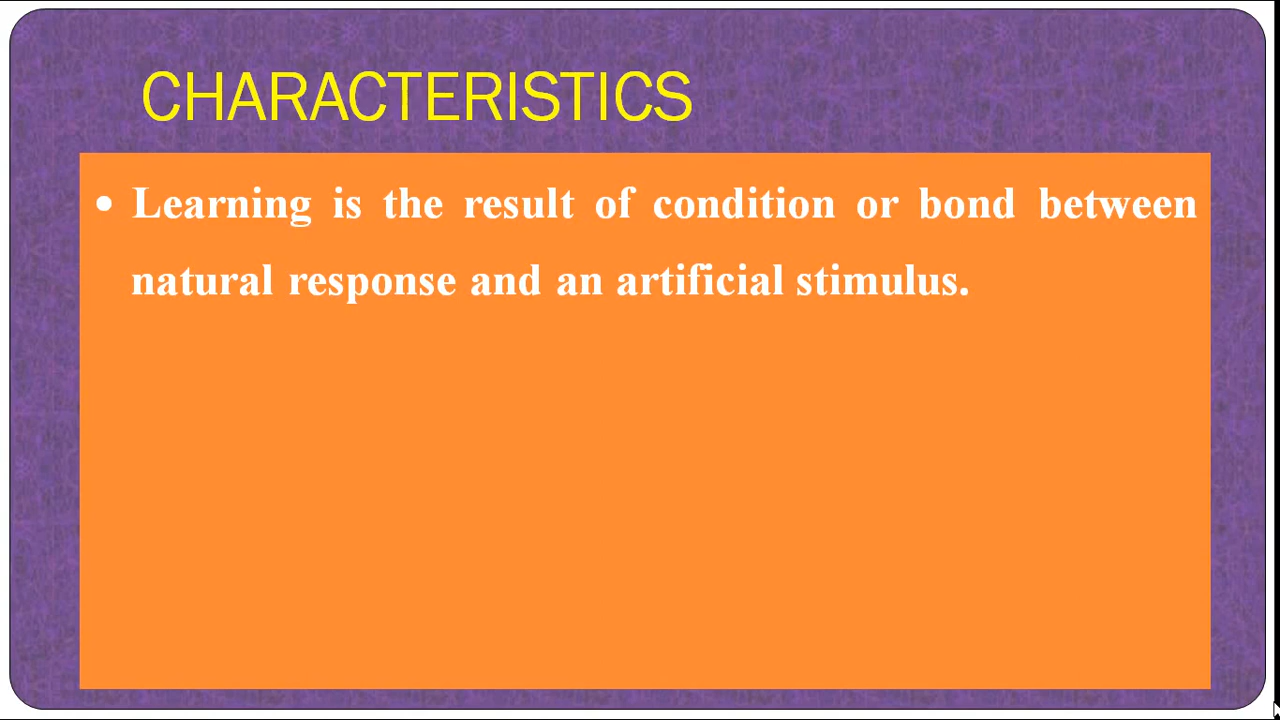 CHARACTERISTICS
• Learning is the result of condition or bond between
natural response and an artificial stimulus.